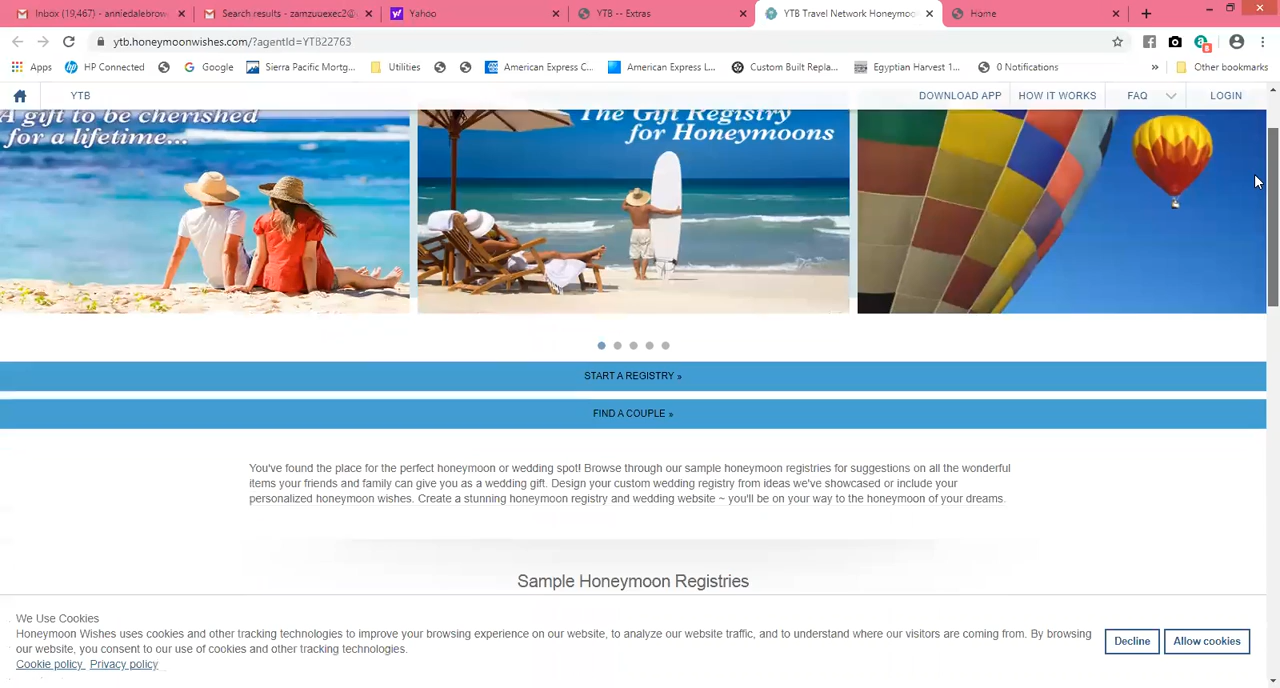 Inbox (19,467) - anniedalebrow
Search results - zamzuuexec2@
Yahoo
YTB -- Extras
YTB Travel Network Honeymoo
Home
ytb.honeymoonwishes.com/?agentId=YTB22763
Apps
HP Connected
Google
Sierra Pacific Mortg...
Utilities
American Express C...
American Express L...
Custom Built Repla...
Egyptian Harvest 1...
0 Notifications
»
Other bookmarks
YTB
DOWNLOAD APP
HOW IT WORKS
FAQ
LOGIN
A gift to be cherished
for a lifetime...
The Gift Registry
for Honeymoons
START A REGISTRY »
FIND A COUPLE »
You've found the place for the perfect honeymoon or wedding spot! Browse through our sample honeymoon registries for suggestions on all the wonderful
items your friends and family can give you as a wedding gift. Design your custom wedding registry from ideas we've showcased or include your
personalized honeymoon wishes. Create a stunning honeymoon registry and wedding website ~ you'll be on your way to the honeymoon of your dreams.
Sample Honeymoon Registries
We Use Cookies
Honeymoon Wishes uses cookies and other tracking technologies to improve your browsing experience on our website, to analyze our website traffic, and to understand where our visitors are coming from. By browsing
our website, you consent to our use of cookies and other tracking technologies.
Cookie policy Privacy policy
Decline
Allow cookies